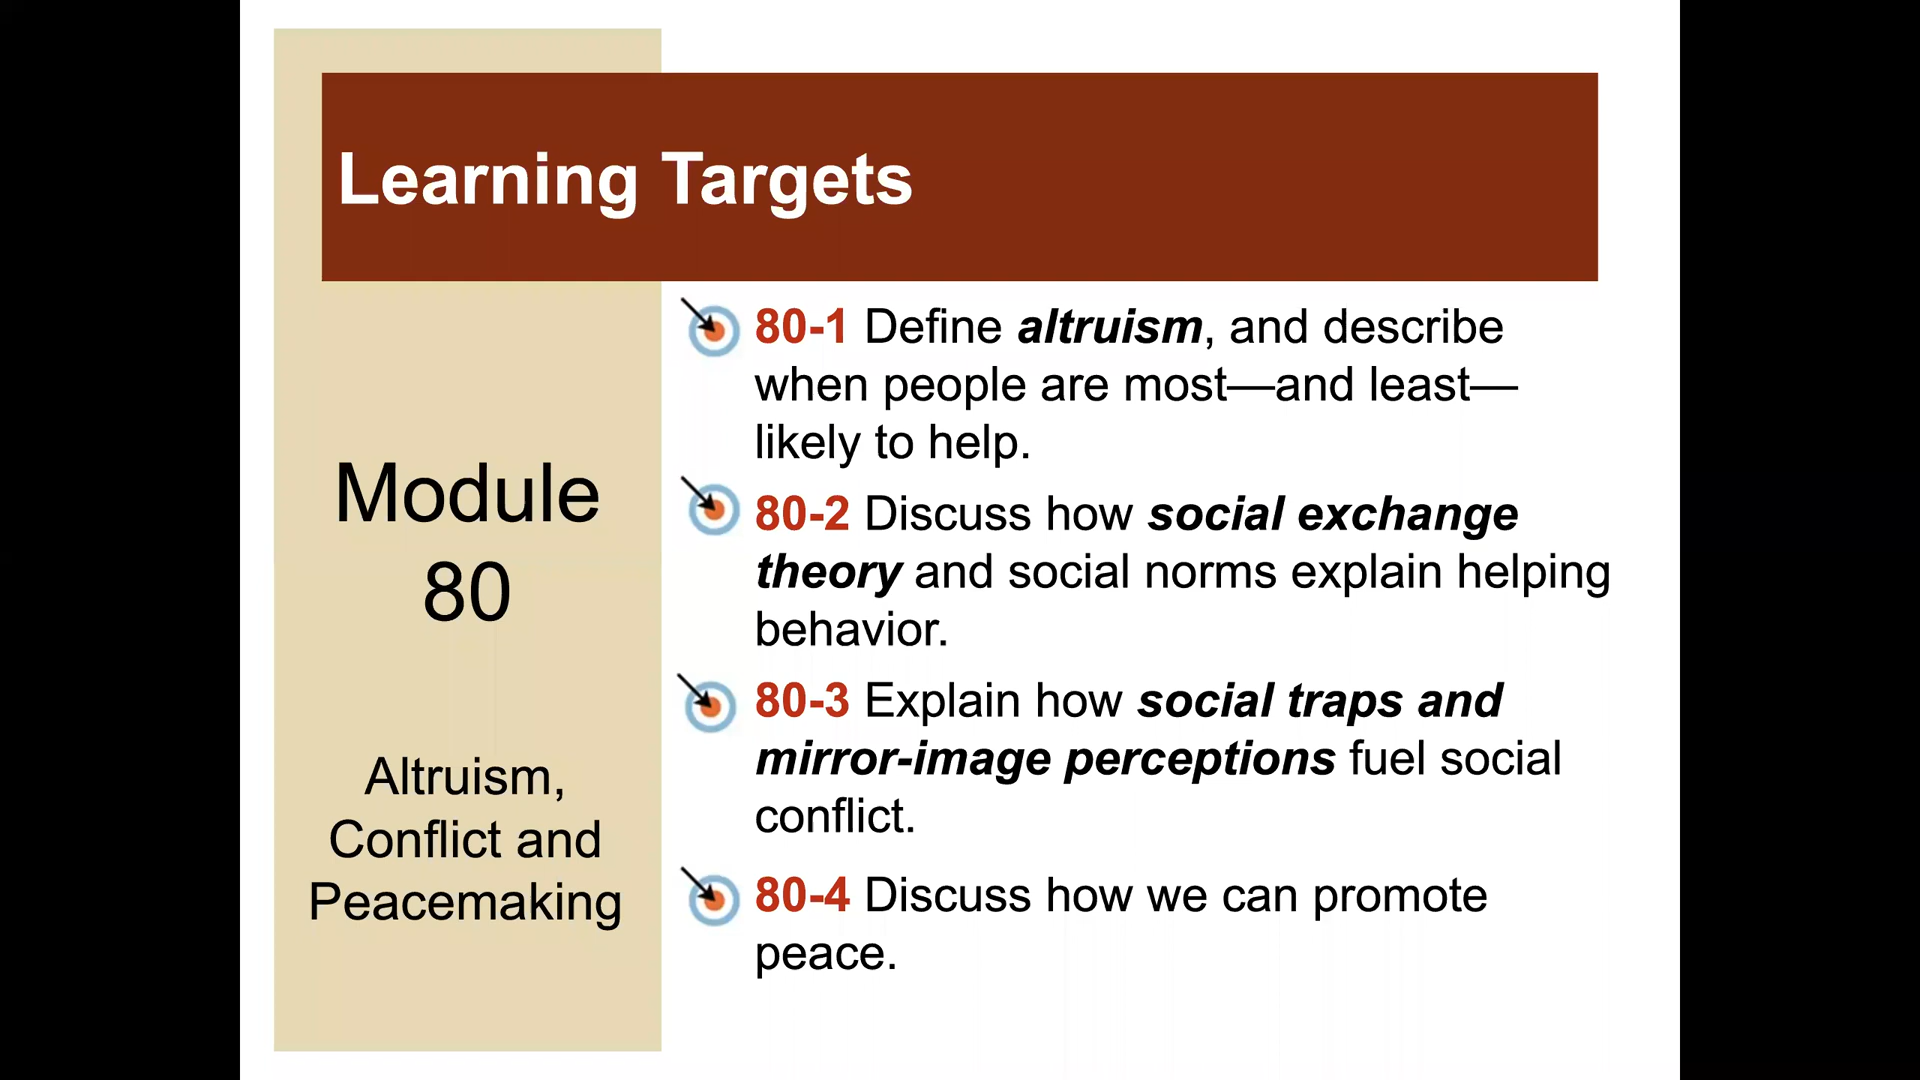 Learning Targets
Module
80
Altruism,
Conflict and
Peacemaking
80-1 Define altruism, and describe
when people are most—and least—
likely to help.
80-2 Discuss how social exchange
theory and social norms explain helping
behavior.
80-3 Explain how social traps and
mirror-image perceptions fuel social
conflict.
80-4 Discuss how we can promote
peace.